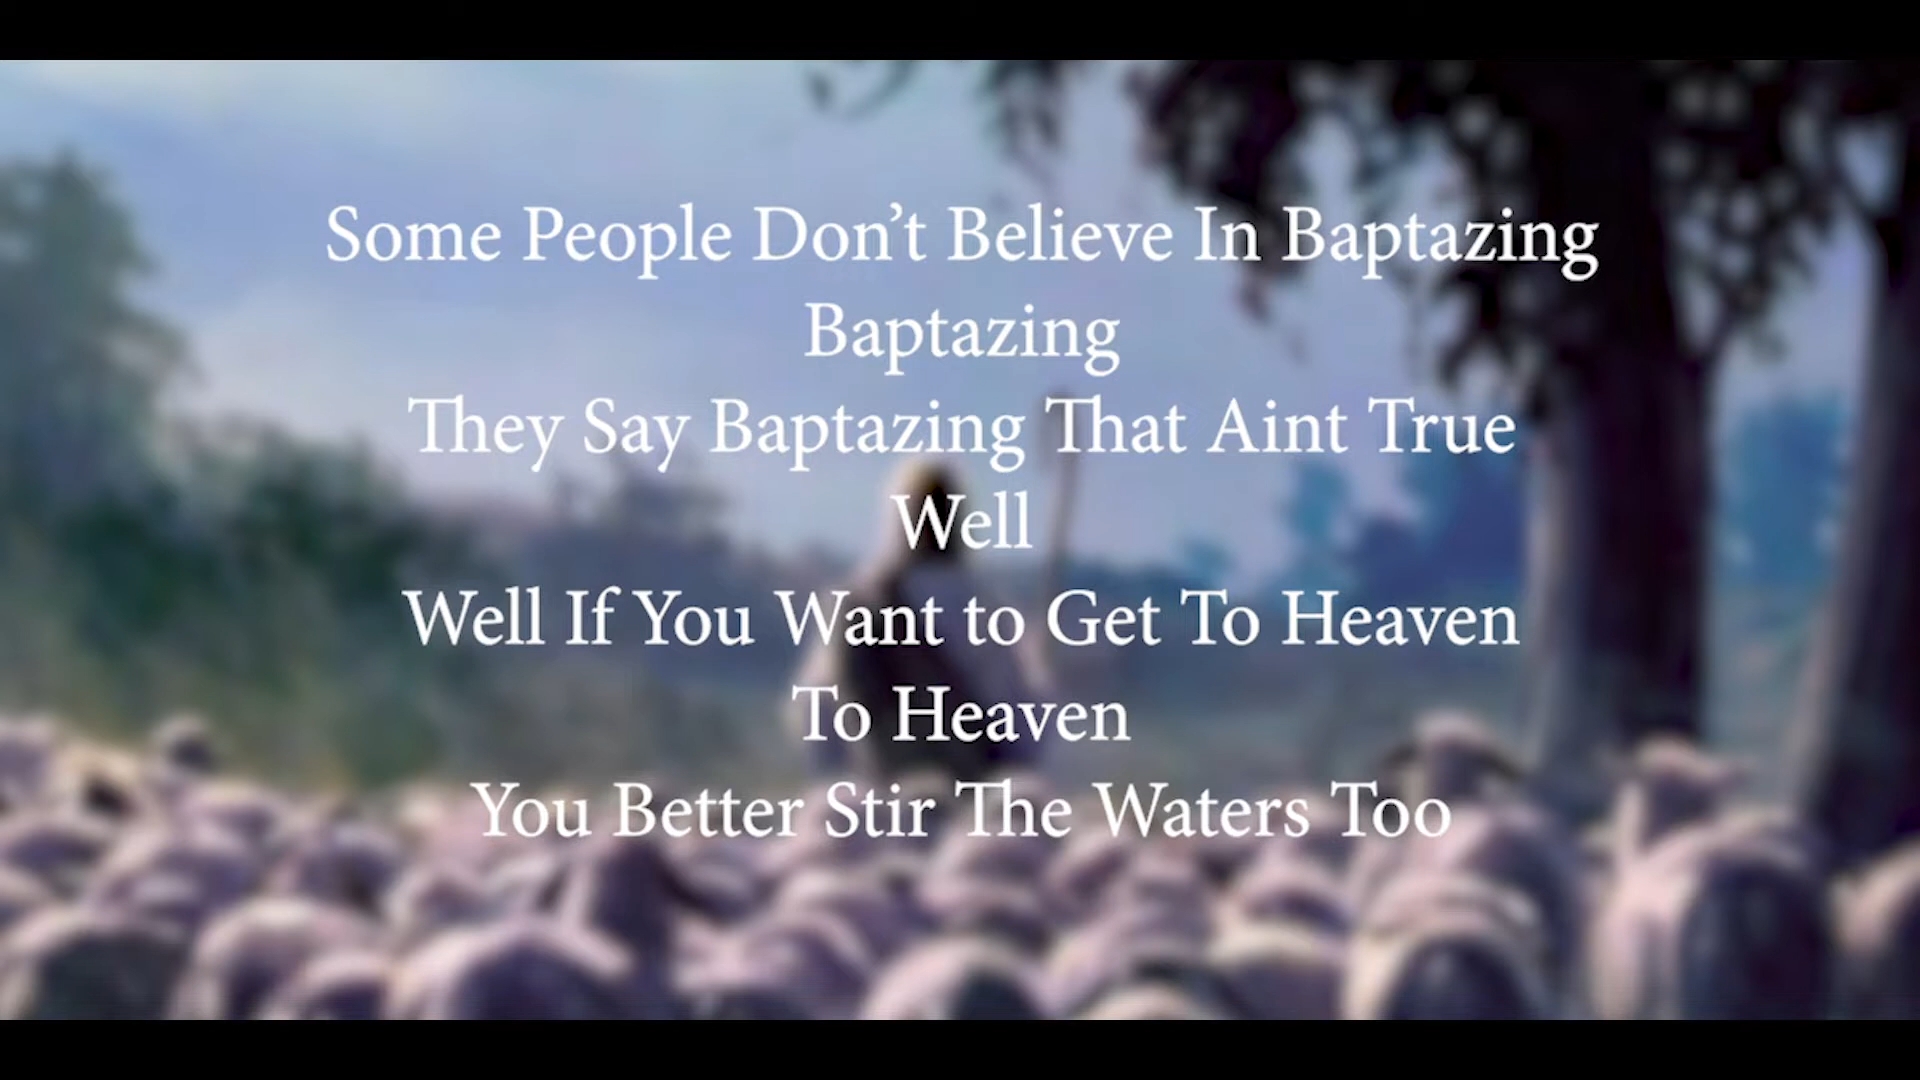 Some People Don’t Believe In Baptazing
Baptazing
They Say Baptazing That Aint True
Well
Well If You Want to Get To Heaven
To Heaven
You Better Stir The Waters Too